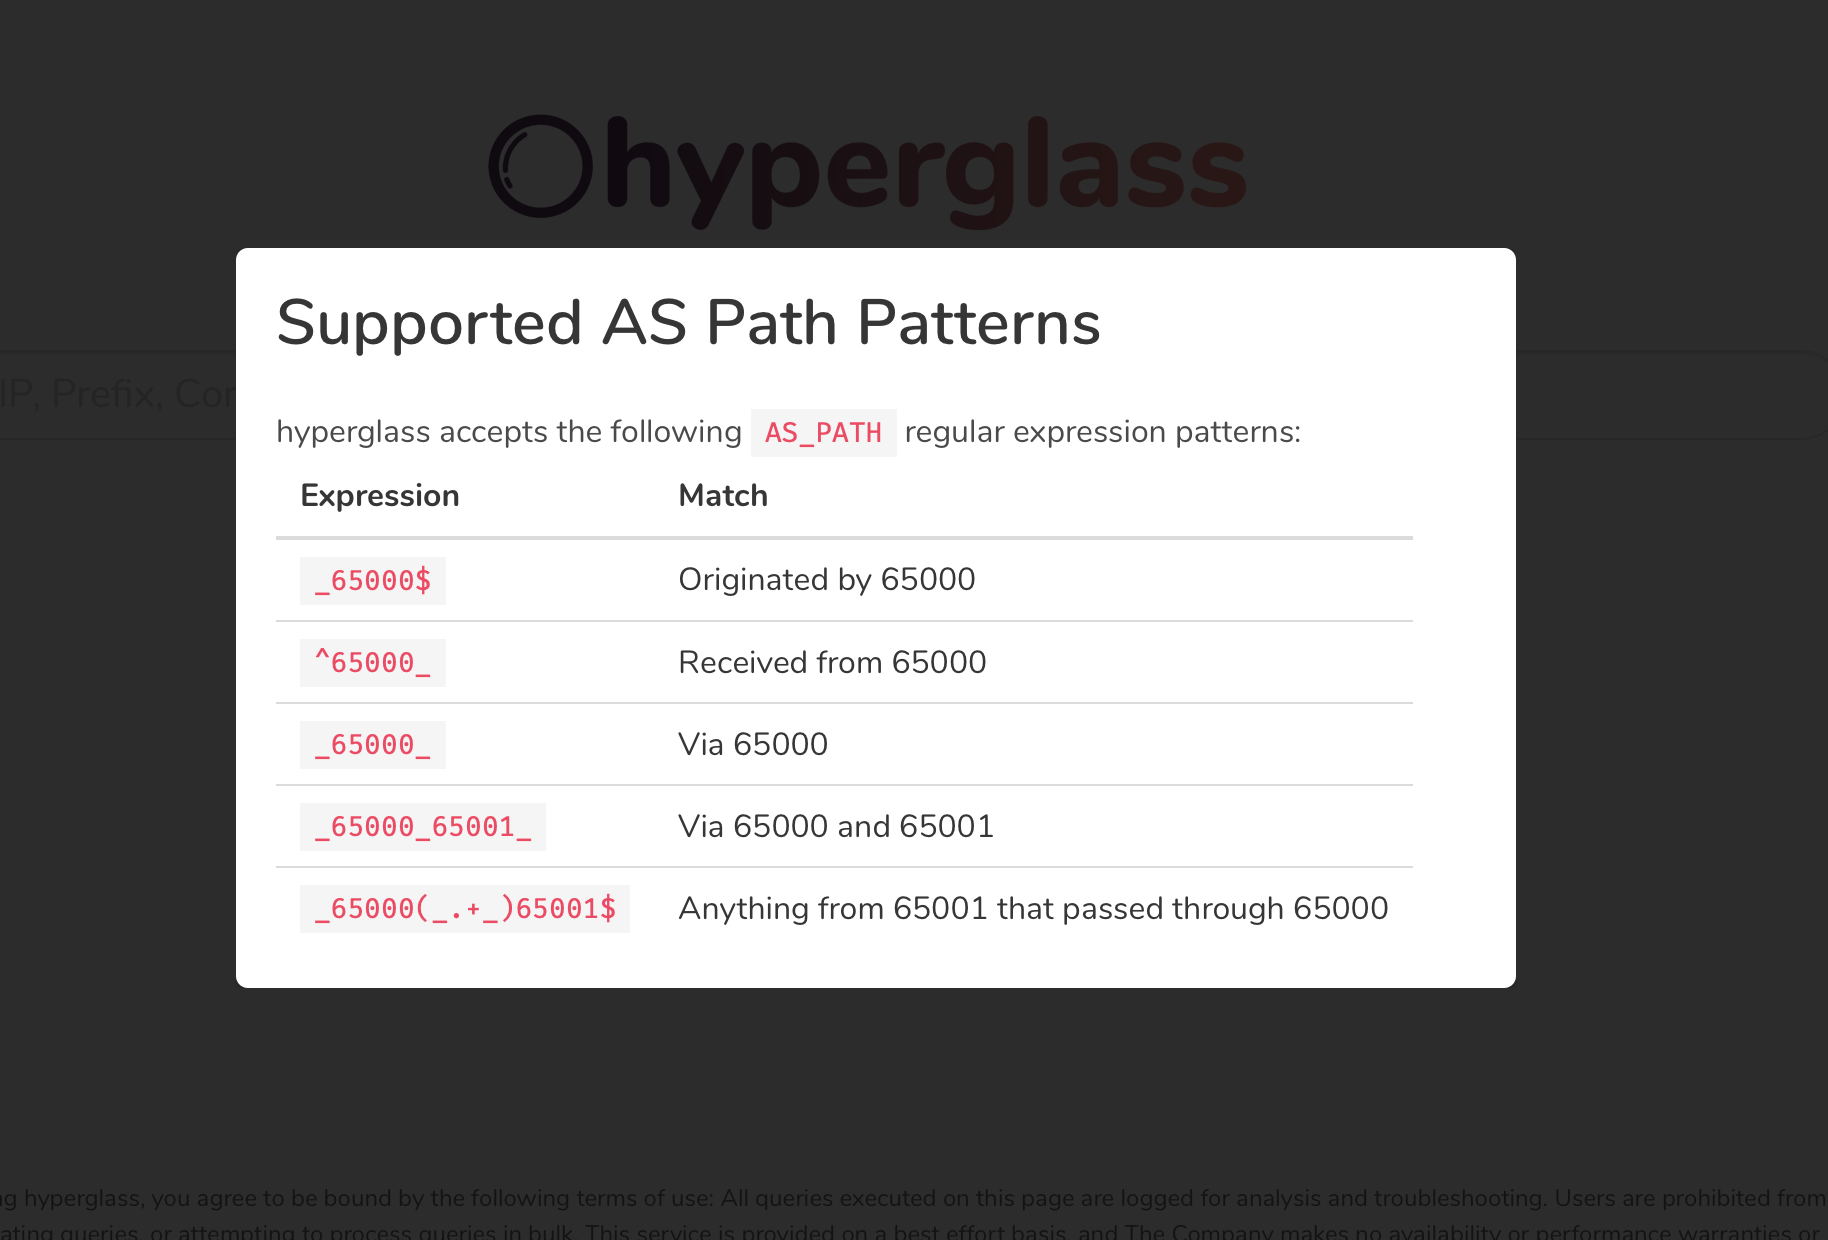 hyperglass
IP, Prefix, Co
Supported AS Path Patterns
hyperglass accepts the following AS_PATH regular expression patterns:
Expression Match
_65000$ Originated by 65000
^65000_ Received from 65000
_65000_ Via 65000
_65000_65001_ Via 65000 and 65001
_65000(_.+_)65001$ Anything from 65001 that passed through 65000
ng hyperglass, you agree to be bound by the following terms of use: All queries executed on this page are logged for analysis and troubleshooting. Users are prohibited from
ating queries, or attempting to process queries in bulk. This service is provided on a best effort basis, and The Company makes no availability or performance warranties or